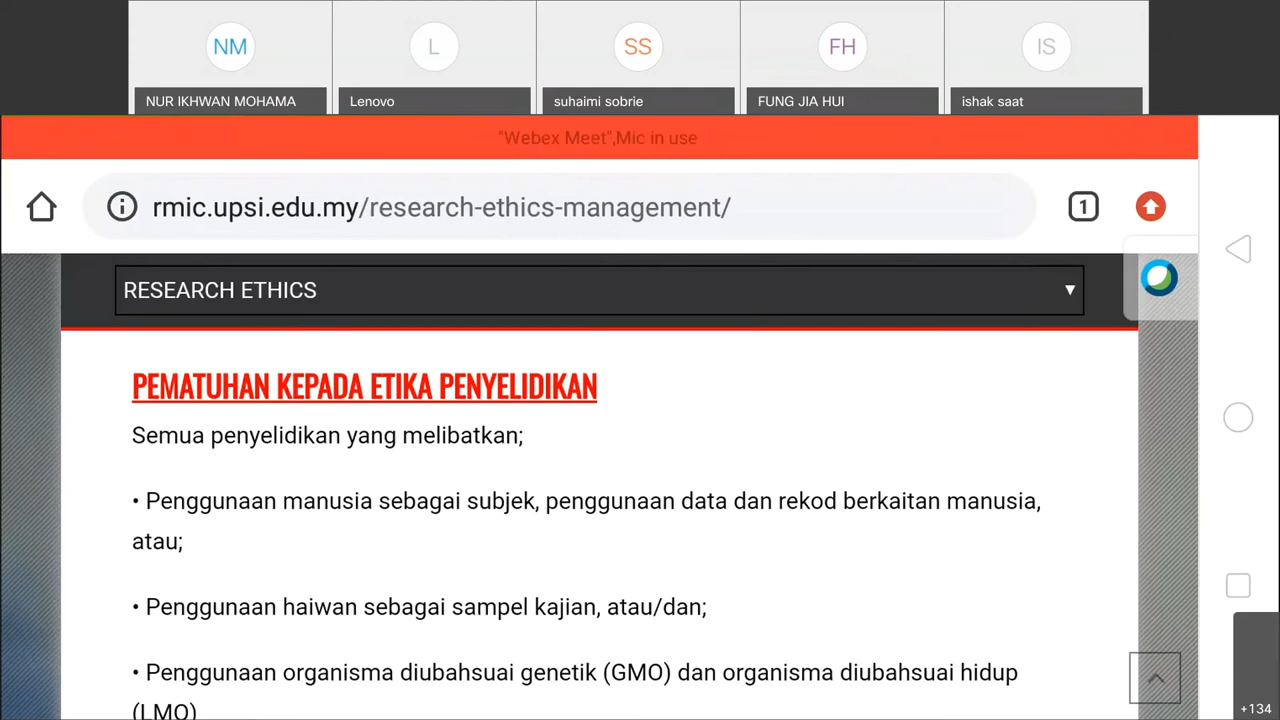 NM
L
SS
FH
IS
NUR IKHWAN MOHAMA
Lenovo
suhaimi sobrie
FUNG JIA HUI
ishak saat
"Webex Meet",Mic in use
rmic.upsi.edu.my/research-ethics-management/
1
RESEARCH ETHICS
PEMATUHAN KEPADA ETIKA PENYELIDIKAN
Semua penyelidikan yang melibatkan;
• Penggunaan manusia sebagai subjek, penggunaan data dan rekod berkaitan manusia,
atau;
• Penggunaan haiwan sebagai sampel kajian, atau/dan;
• Penggunaan organisma diubahsuai genetik (GMO) dan organisma diubahsuai hidup
(LMO)
+134